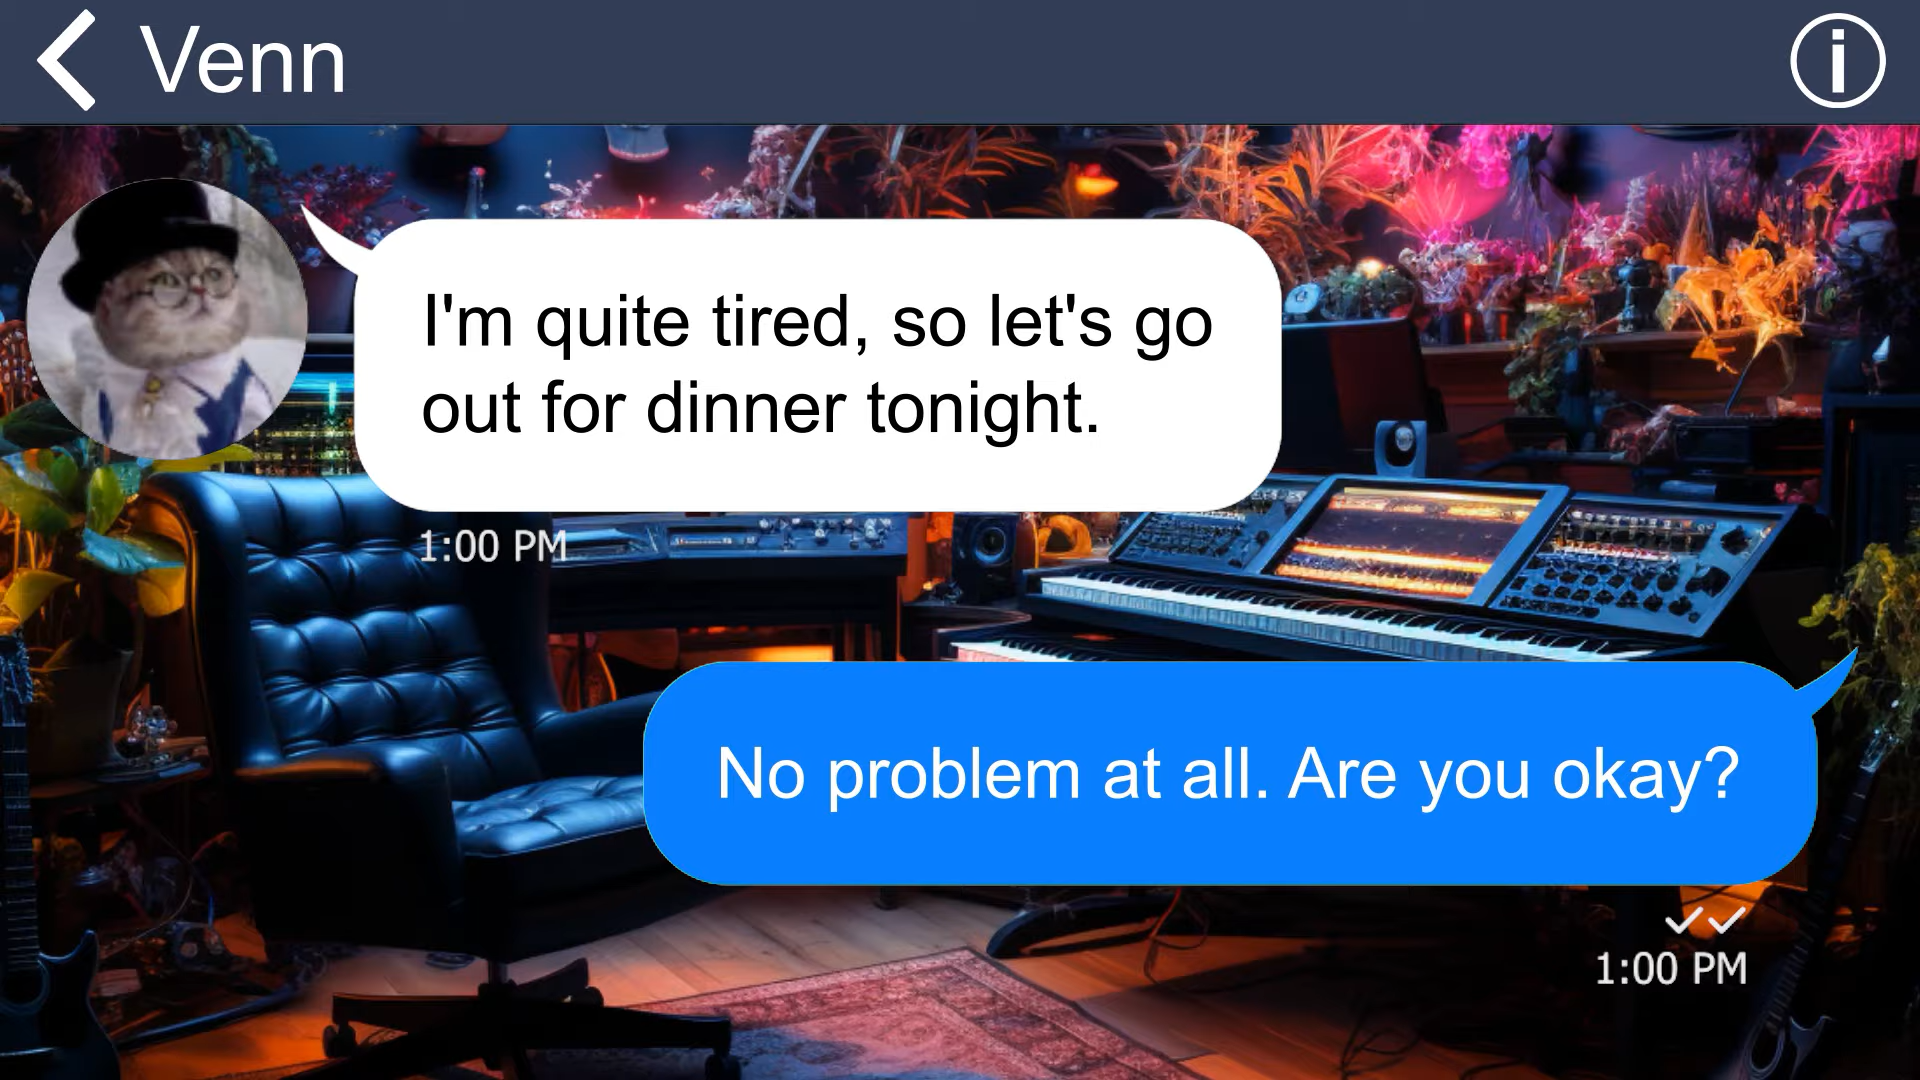 Venn
I'm quite tired, so let's go
out for dinner tonight.
1:00 PM
No problem at all. Are you okay?
1:00 PM